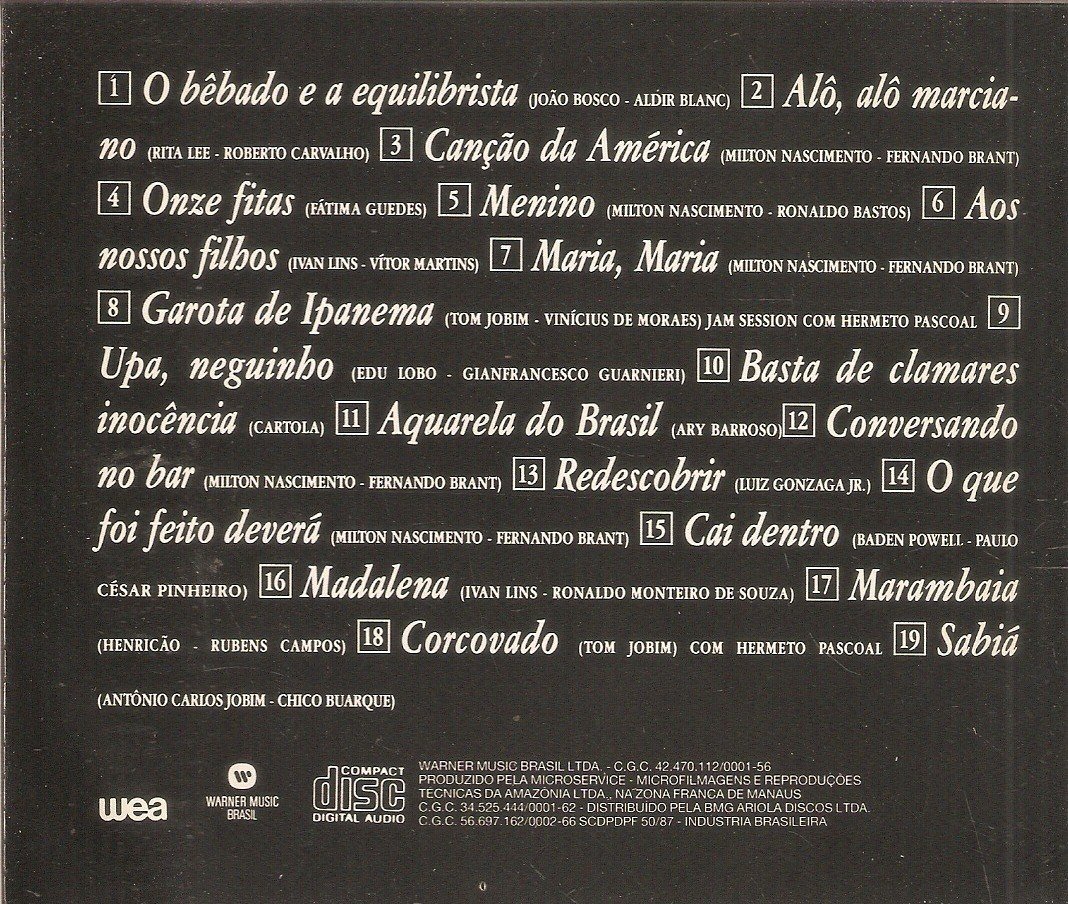 1 O bêbado e a equilibrista (JOÃO BOSCO - ALDIR BLANC) 2 Alô, alô marcia-
no (RITA LEE - ROBERTO CARVALHO) 3 Canção da América (MILTON NASCIMENTO - FERNANDO BRANT)
4 Onze fitas (FÁTIMA GUEDES) 5 Menino (MILTON NASCIMENTO - RONALDO BASTOS) 6 Aos
nossos filhos (IVAN LINS - VÍTOR MARTINS) 7 Maria, Maria (MILTON NASCIMENTO - FERNANDO BRANT)
8 Garota de Ipanema (TOM JOBIM - VINÍCIUS DE MORAES) JAM SESSION COM HERMETO PASCOAL 9
Upa, neguinho (EDU LOBO - GIANFRANCESCO GUARNIERI) 10 Basta de clamares
inocência (CARTOLA) 11 Aquarela do Brasil (ARY BARROSO) 12 Conversando
no bar (MILTON NASCIMENTO - FERNANDO BRANT) 13 Redescobrir (LUIZ GONZAGA JR.) 14 O que
foi feito deverá (MILTON NASCIMENTO - FERNANDO BRANT) 15 Cai dentro (BADEN POWELL - PAULO
CÉSAR PINHEIRO) 16 Madalena (IVAN LINS - RONALDO MONTEIRO DE SOUZA) 17 Marambaia
(HENRICÃO - RUBENS CAMPOS) 18 Corcovado (TOM JOBIM) COM HERMETO PASCOAL 19 Sabiá
(ANTÔNIO CARLOS JOBIM - CHICO BUARQUE)
wea
WARNER MUSIC
BRASIL
COMPACT
disc
DIGITAL AUDIO
WARNER MUSIC BRASIL LTDA. - C.G.C. 42.470.112/0001-56
PRODUZIDO PELA MICROSERVICE - MICROFILMAGENS E REPRODUÇÕES
TECNICAS DA AMAZÔNIA LTDA., NA ZONA FRANCA DE MANAUS
C.G.C. 34.525.444/0001-62 - DISTRIBUÍDO PELA BMG ARIOLA DISCOS LTDA.
C.G.C. 56.697.162/0002-66 SCDPDPF 50/87 - INDUSTRIA BRASILEIRA